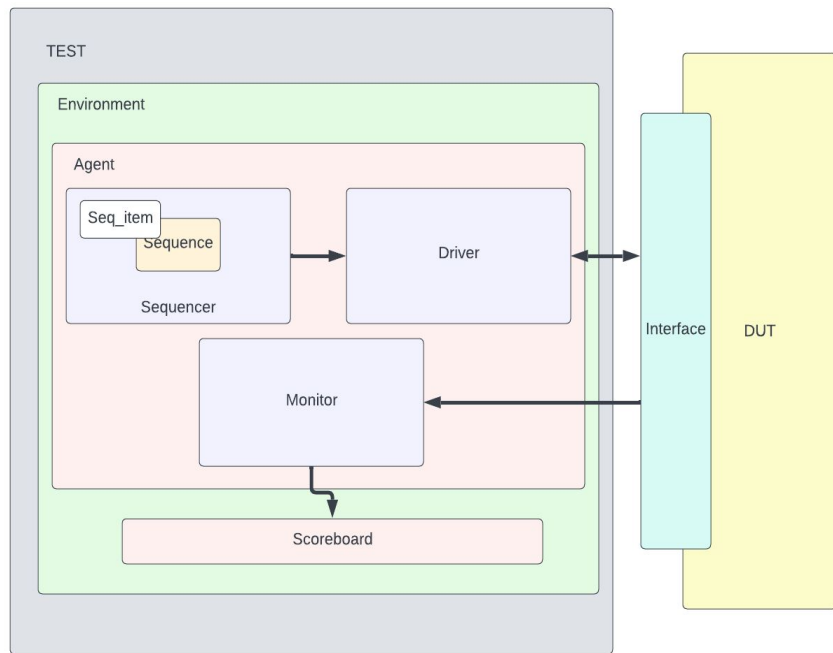 TEST
Environment
Agent
Seq_item
Sequence
Sequencer
Driver
Interface
DUT
Monitor
Scoreboard